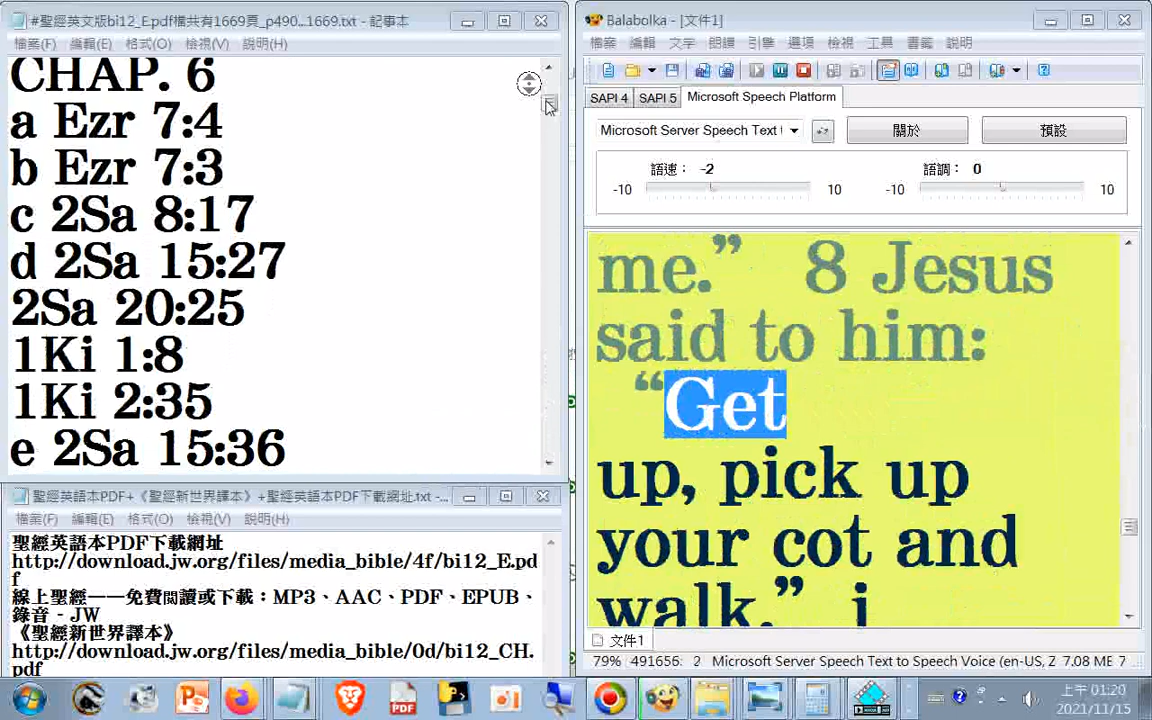 #聖經英文版bi12_E.pdf檔共有1669頁_p490...1669.txt - 記事本
檔案(F) 編輯(E) 格式(O) 檢視(V) 說明(H)
CHAP. 6
a Ezr 7:4
b Ezr 7:3
c 2Sa 8:17
d 2Sa 15:27
2Sa 20:25
1Ki 1:8
1Ki 2:35
e 2Sa 15:36
聖經英語本PDF+《聖經新世界譯本》+聖經英語本PDF下載網址.txt -...
檔案(F) 編輯(E) 格式(O) 檢視(V) 說明(H)
聖經英語本PDF下載網址
http://download.jw.org/files/media_bible/4f/bi12_E.pd
f
線上聖經——免費閱讀或下載：MP3、AAC、PDF、EPUB、
錄音 - JW
《聖經新世界譯本》
http://download.jw.org/files/media_bible/0d/bi12_CH.
pdf
Balabolka - [文件1]
檔案 編輯 文字 朗讀 引擎 選項 檢視 工具 書籤 說明
SAPI 4 SAPI 5 Microsoft Speech Platform
Microsoft Server Speech Text 關於 預設
語速： -2 語調： 0
-10 10 -10 10
me.” 8 Jesus
said to him:
“Get
up, pick up
your cot and
walk.” i
文件1
79% 491656: 2 Microsoft Server Speech Text to Speech Voice (en-US, Z 7.08 ME 7
PDF
上午 01:20
2021/11/15